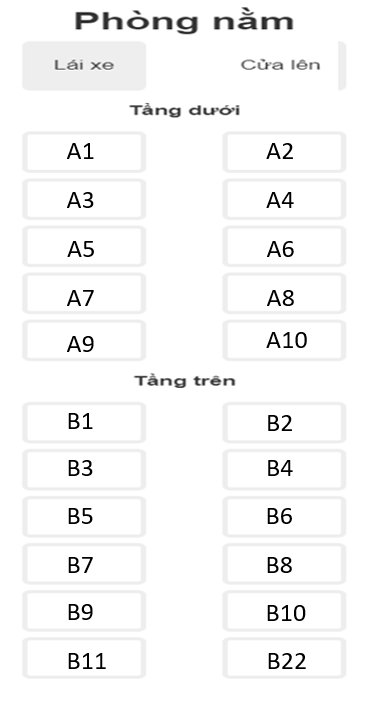 Phòng nằm
Lái xe Cửa lên
Tầng dưới
A1 A2
A3 A4
A5 A6
A7 A8
A9 A10
Tầng trên
B1 B2
B3 B4
B5 B6
B7 B8
B9 B10
B11 B22